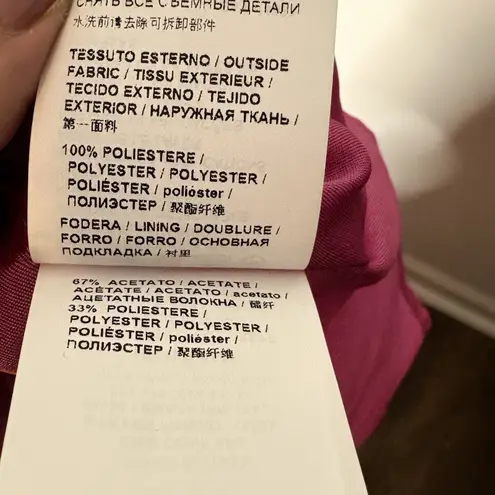 СНЯТЬ ВСЕ СЪЕМНЫЕ ДЕТАЛИ
水洗前请去除可拆卸部件
TESSUTO ESTERNO / OUTSIDE
FABRIC / TISSU EXTERIEUR /
TECIDO EXTERNO / TEJIDO
EXTERIOR / НАРУЖНАЯ ТКАНЬ /
第一面料
100% POLIESTERE /
POLYESTER / POLYESTER /
POLIÉSTER / poliéster /
ПОЛИЭСТЕР / 聚酯纤维
FODERA / LINING / DOUBLURE /
FORRO / FORRO / ОСНОВНАЯ
ПОДКЛАДКА / 衬里
67% ACETATO / ACETATE /
ACÉTATE / ACETATO / acetato /
АЦЕТАТНЫЕ ВОЛОКНА / 醋纤
33% POLIESTERE /
POLYESTER / POLYESTER /
POLIÉSTER / poliéster /
ПОЛИЭСТЕР / 聚酯纤维